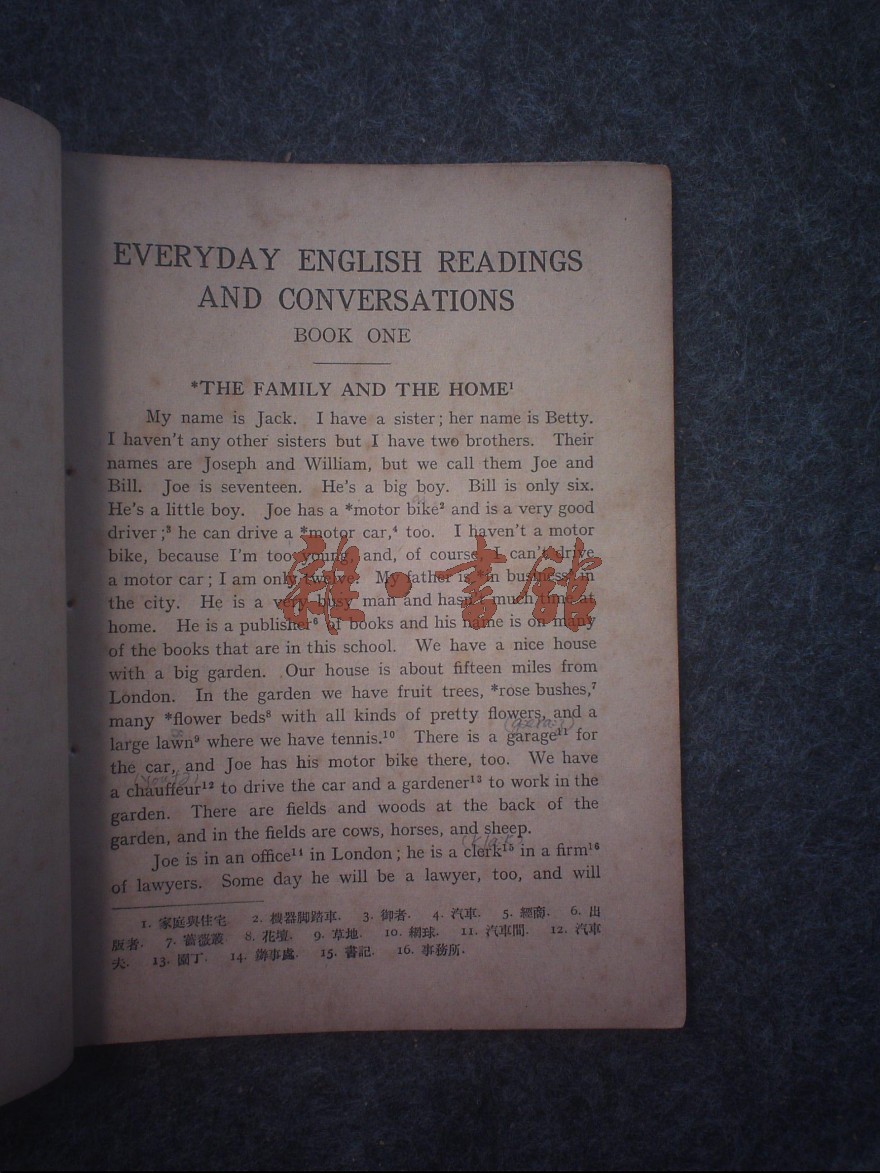 EVERYDAY ENGLISH READINGS
AND CONVERSATIONS
BOOK ONE
*THE FAMILY AND THE HOME¹
My name is Jack. I have a sister; her name is Betty.
I haven't any other sisters but I have two brothers. Their
names are Joseph and William, but we call them Joe and
Bill. Joe is seventeen. He's a big boy. Bill is only six.
He's a little boy. Joe has a *motor bike² and is a very good
driver;³ he can drive a *motor car,⁴ too. I haven't a motor
bike, because I'm too young, and, of course, I can't drive
a motor car; I am only twelve. My father is *in business⁵ in
the city. He is a very busy man and hasn't much time at
home. He is a publisher⁶ of books and his name is on many
of the books that are in this school. We have a nice house
with a big garden. Our house is about fifteen miles from
London. In the garden we have fruit trees, *rose bushes,⁷
many *flower beds⁸ with all kinds of pretty flowers, and a
large lawn⁹ where we have tennis.¹⁰ There is a garage¹¹ for
the car, and Joe has his motor bike there, too. We have
a chauffeur¹² to drive the car and a gardener¹³ to work in the
garden. There are fields and woods at the back of the
garden, and in the fields are cows, horses, and sheep.
Joe is in an office¹⁴ in London; he is a clerk¹⁵ in a firm¹⁶
of lawyers. Some day he will be a lawyer, too, and will
1. 家庭與住宅 2. 機器脚踏車. 3. 御者. 4. 汽車. 5. 經商. 6. 出
版者. 7. 薔薇叢 8. 花壇. 9. 草地. 10. 網球. 11. 汽車間. 12. 汽車
夫. 13. 園丁. 14. 辦事處. 15. 書記. 16. 事務所.
雜·書館